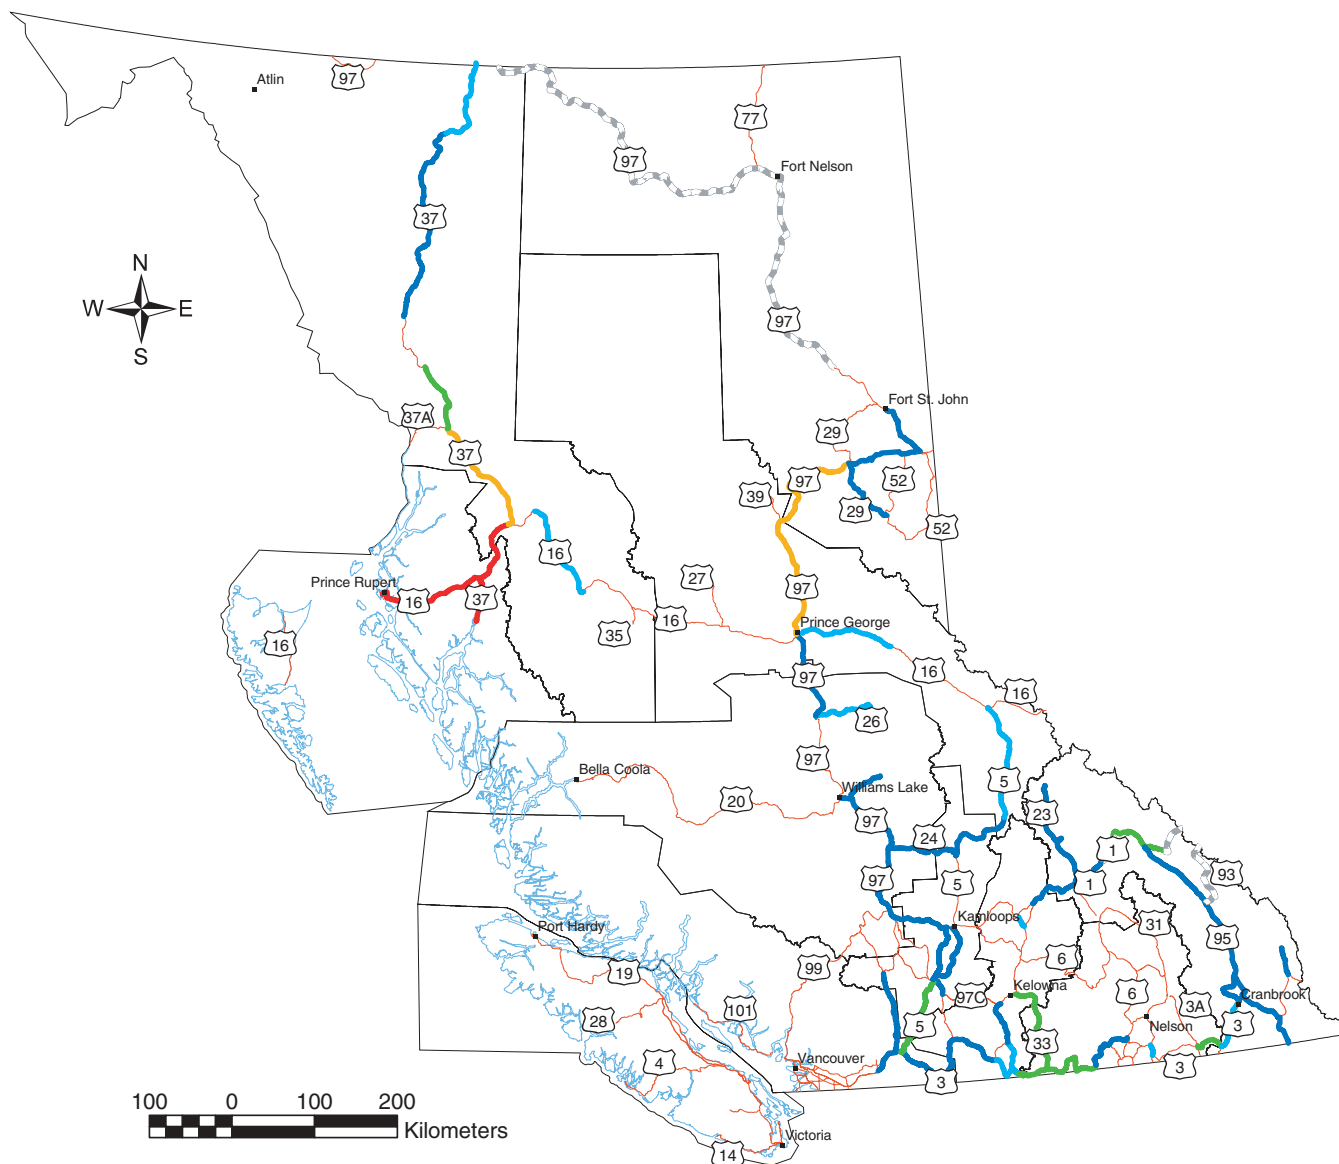 97
Atlin
77
97
Fort Nelson
37
N
W E
S
97
Fort St. John
37A
29
37
97
52
39
29
52
16
27
97
Prince Rupert
16
37
16
35
Prince George
16
97
16
16
26
97
Bella Coola
5
Williams Lake
20
23
97
24
1
93
97
5
1
Kamloops
31
Port Hardy
95
6
99
19
97C
Kelowna
6
3A
Cranbrook
101
28
5
Nelson
3
33
4
Vancouver
3
3
100 0 100 200
Kilometers
Victoria
14